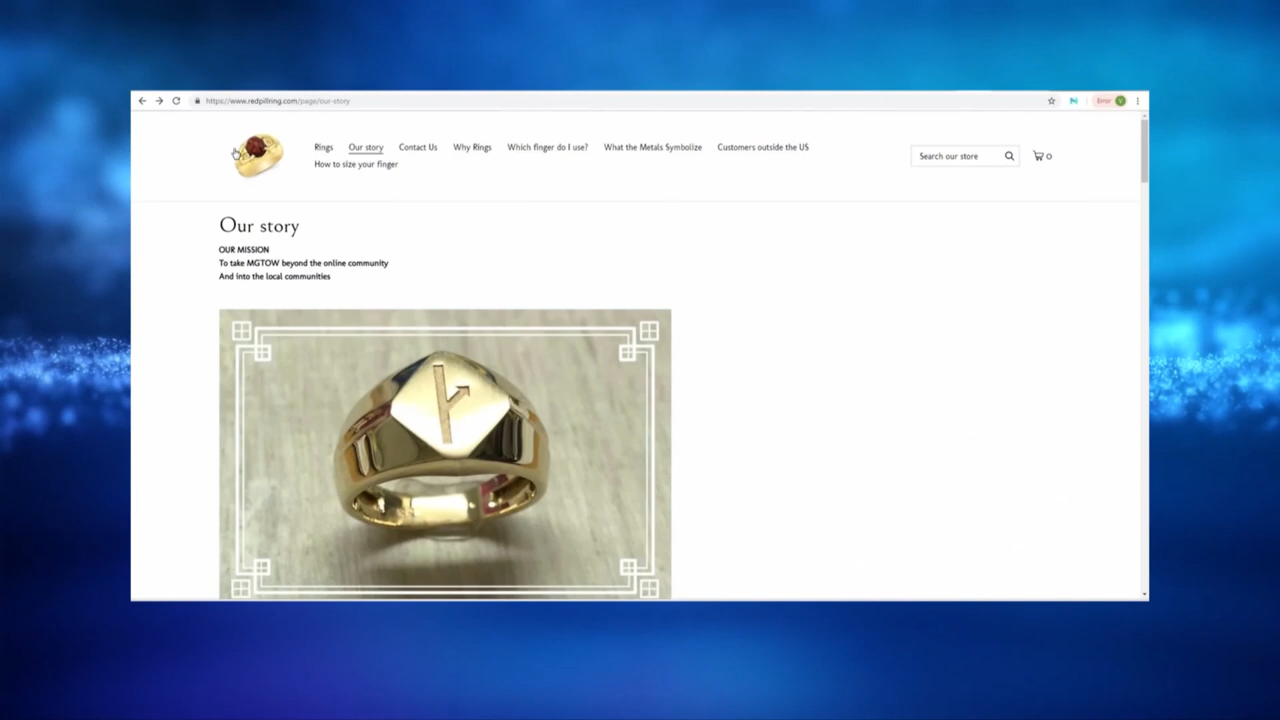 https://www.redpillring.com/page/our-story
Error
V
Rings
Our story
Contact Us
Why Rings
Which finger do I use?
What the Metals Symbolize
Customers outside the US
How to size your finger
Search our store
0
Our story
OUR MISSION
To take MGTOW beyond the online community
And into the local communities